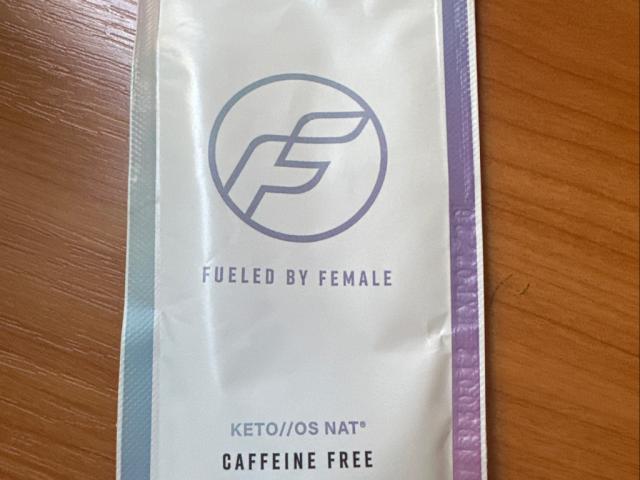 FUELED BY FEMALE
KETO//OS NAT®
CAFFEINE FREE